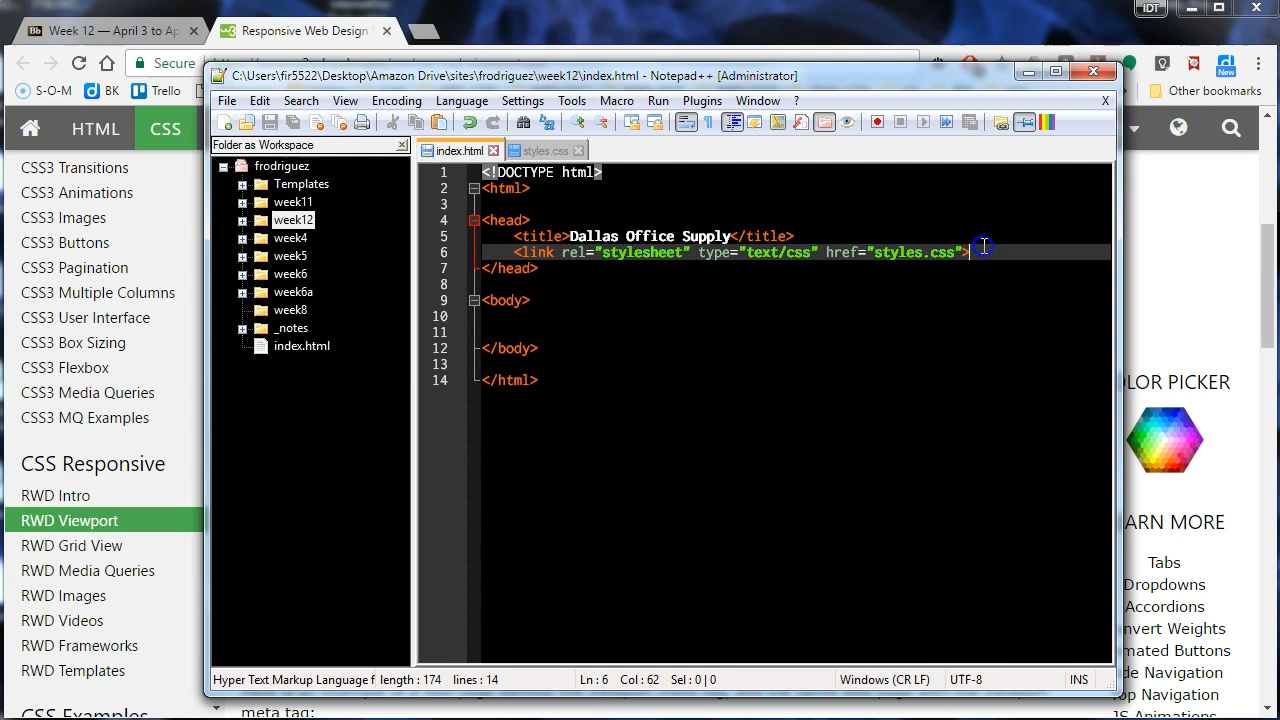 IDT
Week 12 — April 3 to Ap
Responsive Web Design
Secure
C:\Users\fir5522\Desktop\Amazon Drive\sites\frodriguez\week12\index.html - Notepad++ [Administrator]
New
S-O-M
BK
Trello
Other bookmarks
File Edit Search View Encoding Language Settings Tools Macro Run Plugins Window ? X
HTML
CSS
Folder as Workspace
index.html
styles.css
CSS3 Transitions
CSS3 Animations
CSS3 Images
CSS3 Buttons
CSS3 Pagination
CSS3 Multiple Columns
CSS3 User Interface
CSS3 Box Sizing
CSS3 Flexbox
CSS3 Media Queries
CSS3 MQ Examples
CSS Responsive
RWD Intro
RWD Viewport
RWD Grid View
RWD Media Queries
RWD Images
RWD Videos
RWD Frameworks
RWD Templates
CSS Examples
frodriguez
Templates
week11
week12
week4
week5
week6
week6a
week8
_notes
index.html
1 <!DOCTYPE html>
2 <html>
3
4 <head>
5 <title>Dallas Office Supply</title>
6 <link rel="stylesheet" type="text/css" href="styles.css">
7 </head>
8
9 <body>
10
11
12 </body>
13
14 </html>
OLOR PICKER
ARN MORE
Tabs
Dropdowns
Accordions
nvert Weights
mated Buttons
de Navigation
op Navigation
JS Animations
Hyper Text Markup Language f length : 174 lines : 14 Ln : 6 Col : 62 Sel : 0 | 0 Windows (CR LF) UTF-8 INS
meta tag: